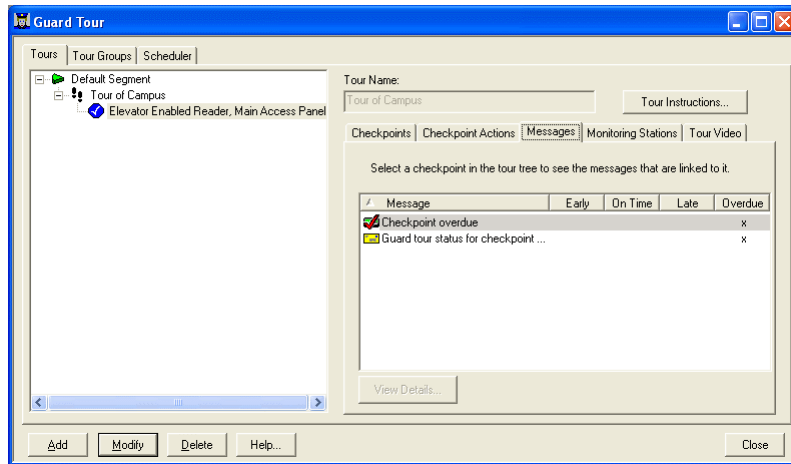 Guard Tour
Tours Tour Groups Scheduler
Default Segment
Tour of Campus
Elevator Enabled Reader, Main Access Panel
Tour Name:
Tour of Campus
Tour Instructions...
Checkpoints Checkpoint Actions Messages Monitoring Stations Tour Video
Select a checkpoint in the tour tree to see the messages that are linked to it.
Message Early On Time Late Overdue
Checkpoint overdue x
Guard tour status for checkpoint ... x
View Details...
Add Modify Delete Help... Close